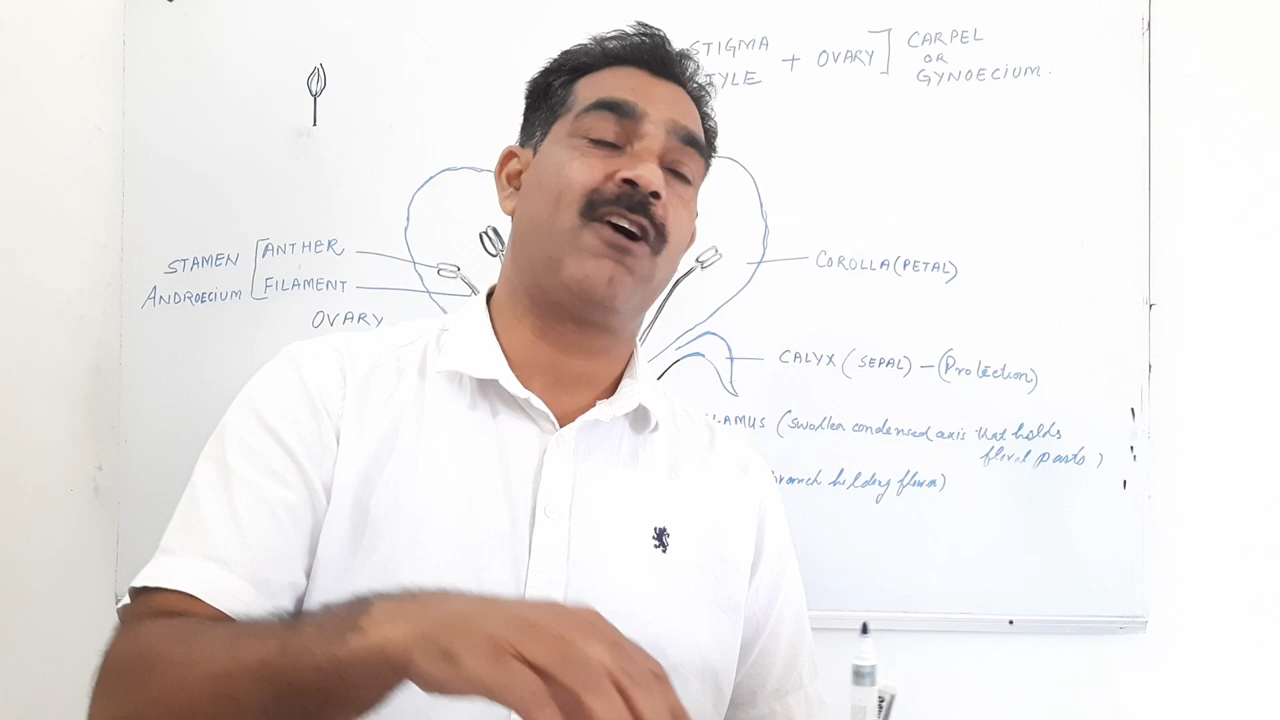 STIGMA
+ OVARY] CARPEL
OR
GYNOECIUM.
STAMEN [ANTHER
ANDROECIUM [FILAMENT
OVARY
COROLLA (PETAL)
CALYX (SEPAL) - (Protection)
(swollen condensed axis that holds
floral parts)
holding flower)